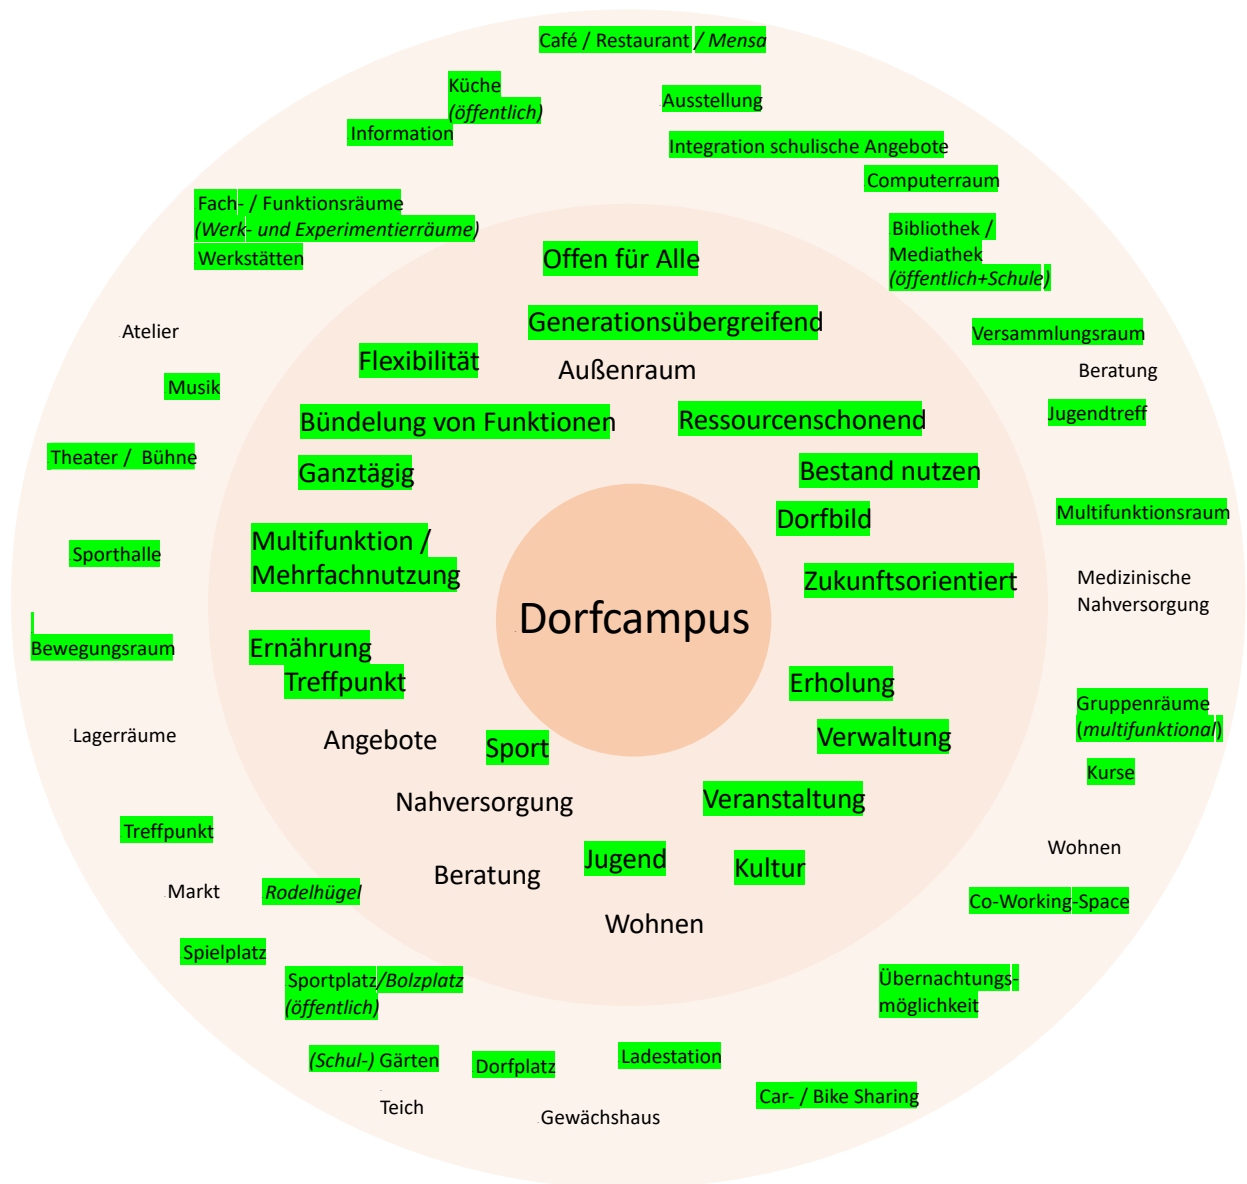 Café / Restaurant / Mensa
Küche
(öffentlich)
Ausstellung
Information
Integration schulische Angebote
Computerraum
Fach- / Funktionsräume
(Werk- und Experimentierräume)
Werkstätten
Bibliothek /
Mediathek
(öffentlich+Schule)
Offen für Alle
Generationsübergreifend
Atelier
Versammlungsraum
Flexibilität
Außenraum
Beratung
Musik
Jugendtreff
Bündelung von Funktionen
Ressourcenschonend
Theater / Bühne
Ganztägig
Bestand nutzen
Dorfbild
Multifunktionsraum
Sporthalle
Multifunktion /
Mehrfachnutzung
Zukunftsorientiert
Medizinische
Nahversorgung
Dorfcampus
Bewegungsraum
Ernährung
Treffpunkt
Erholung
Gruppenräume
(multifunktional)
Lagerräume
Angebote
Sport
Verwaltung
Kurse
Nahversorgung
Veranstaltung
Treffpunkt
Wohnen
Jugend
Kultur
Beratung
Markt
Rodelhügel
Co-Working-Space
Wohnen
Spielplatz
Sportplatz/Bolzplatz
(öffentlich)
Übernachtungs-
möglichkeit
(Schul-) Gärten
Dorfplatz
Ladestation
Car- / Bike Sharing
Teich
Gewächshaus